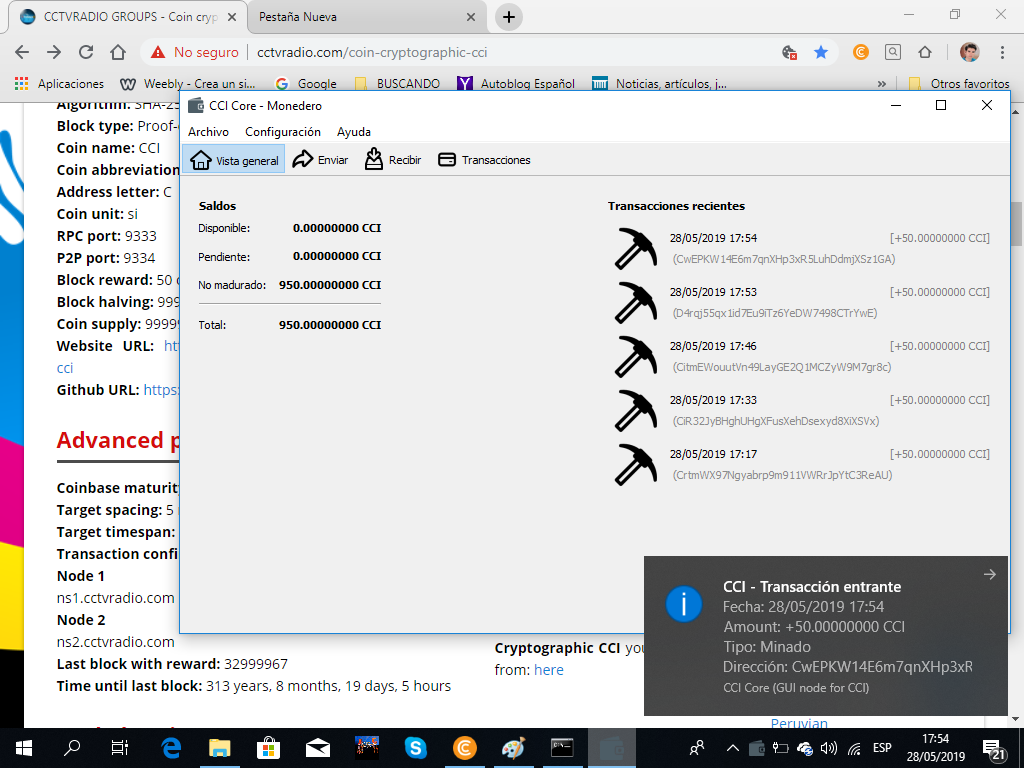 CCTVRADIO GROUPS - Coin cryp
Pestaña Nueva
No seguro
cctvradio.com/coin-cryptographic-cci
Aplicaciones
Weebly - Crea un si...
Google
BUSCANDO
Autoblog Español
Noticias, artículos, j...
»
Otros favoritos
CCI Core - Monedero
Archivo Configuración Ayuda
Vista general Enviar Recibir Transacciones
Saldos
Disponible: 0.00000000 CCI
Pendiente: 0.00000000 CCI
No madurado: 950.00000000 CCI
Total: 950.00000000 CCI
Transacciones recientes
28/05/2019 17:54 [+50.00000000 CCI]
(CwEPKW14E6m7qnXHp3xR5LuhDdmjXSz1GA)
28/05/2019 17:53 [+50.00000000 CCI]
(D4rqj55qx1id7Eu9iTz6YeDW7498CTrYwE)
28/05/2019 17:46 [+50.00000000 CCI]
(CitmEWouutVn49LayGE2Q1MCZyW9M7gr8c)
28/05/2019 17:33 [+50.00000000 CCI]
(CiR32JyBHghUHgXFusXehDsexyd8XiXSVx)
28/05/2019 17:17 [+50.00000000 CCI]
(CrtmWX97Ngyabrp9m911VWRrJpYtC3ReAU)
Algorithm: SHA-25
Block type: Proof-
Coin name: CCI
Coin abbreviation
Address letter: C
Coin unit: si
RPC port: 9333
P2P port: 9334
Block reward: 50
Block halving: 999
Coin supply: 99999
Website URL: ht
cci
Github URL: https:
Advanced p
Coinbase maturit
Target spacing: 5
Target timespan:
Transaction confi
Node 1
ns1.cctvradio.com
Node 2
ns2.cctvradio.com
Last block with reward: 32999967
Time until last block: 313 years, 8 months, 19 days, 5 hours
Cryptographic CCI you
from: here
Peruvian
CCI - Transacción entrante
Fecha: 28/05/2019 17:54
Amount: +50.00000000 CCI
Tipo: Minado
Dirección: CwEPKW14E6m7qnXHp3xR
CCI Core (GUI node for CCI)
ESP
17:54
28/05/2019
21